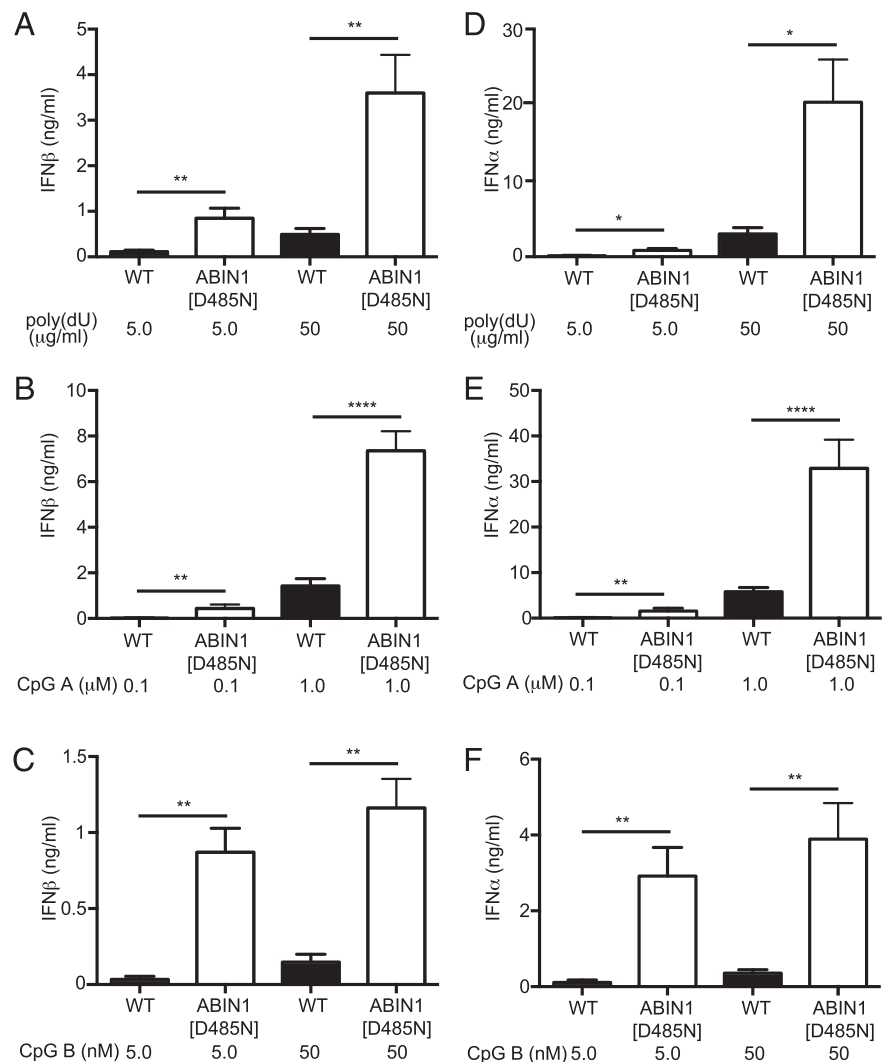 A
IFNβ (ng/ml)
5
4
3
2
1
0
**
**
WT ABIN1 WT ABIN1
[D485N] [D485N]
poly(dU)
(μg/ml) 5.0 5.0 50 50
D
IFNα (ng/ml)
30
20
10
0
*
*
WT ABIN1 WT ABIN1
[D485N] [D485N]
poly(dU)
(μg/ml) 5.0 5.0 50 50
B
IFNβ (ng/ml)
10
8
6
4
2
0
**
****
WT ABIN1 WT ABIN1
[D485N] [D485N]
CpG A (μM) 0.1 0.1 1.0 1.0
E
IFNα (ng/ml)
50
40
30
20
10
0
**
****
WT ABIN1 WT ABIN1
[D485N] [D485N]
CpG A (μM) 0.1 0.1 1.0 1.0
C
IFNβ (ng/ml)
1.5
1
0.5
0
**
**
WT ABIN1 WT ABIN1
[D485N] [D485N]
CpG B (nM) 5.0 5.0 50 50
F
IFNα (ng/ml)
6
4
2
0
**
**
WT ABIN1 WT ABIN1
[D485N] [D485N]
CpG B (nM) 5.0 5.0 50 50